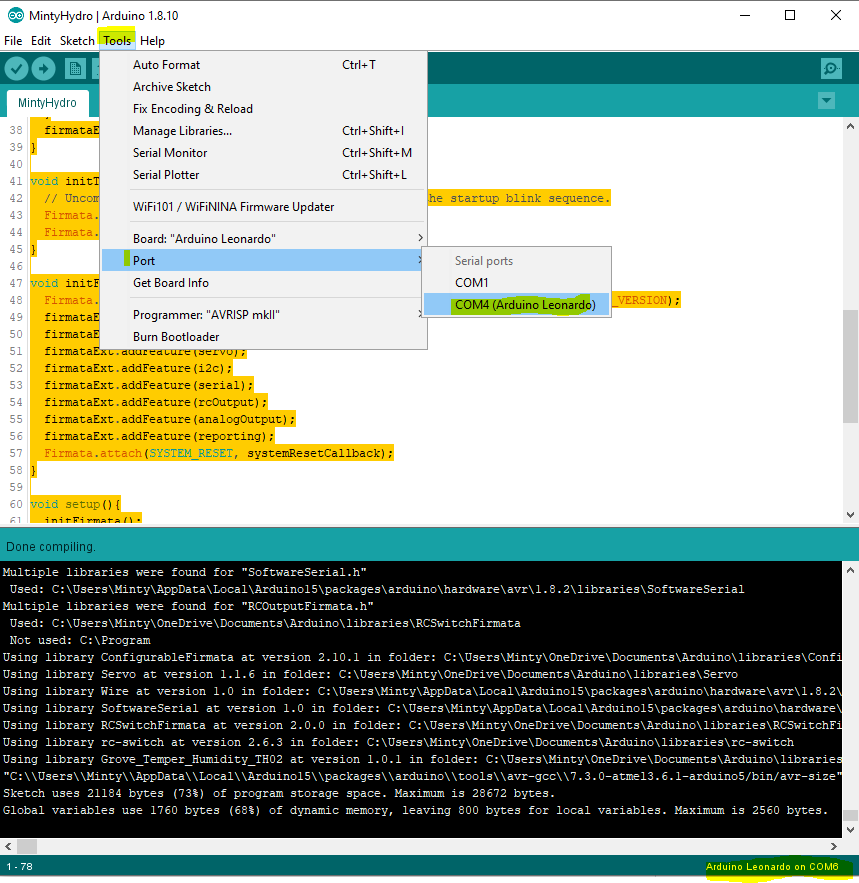 MintyHydro | Arduino 1.8.10
File Edit Sketch Tools Help
MintyHydro
Auto Format Ctrl+T
Archive Sketch
Fix Encoding & Reload
Manage Libraries... Ctrl+Shift+I
Serial Monitor Ctrl+Shift+M
Serial Plotter Ctrl+Shift+L
WiFi101 / WiFiNINA Firmware Updater
Board: "Arduino Leonardo"
Port
Get Board Info
Programmer: "AVRISP mkII"
Burn Bootloader
Serial ports
COM1
COM4 (Arduino Leonardo)
38 firmataE
39 }
40
41 void initT
42 // Uncom he startup blink sequence.
43 Firmata.
44 Firmata.
45 }
46
47 void initF
48 Firmata. _VERSION);
49 firmataE
50 firmataE
51 firmataExt.addFeature(servo);
52 firmataExt.addFeature(i2c);
53 firmataExt.addFeature(serial);
54 firmataExt.addFeature(rcOutput);
55 firmataExt.addFeature(analogOutput);
56 firmataExt.addFeature(reporting);
57 Firmata.attach(SYSTEM_RESET, systemResetCallback);
58 }
59
60 void setup(){
61 initFirmata();
Done compiling.
Multiple libraries were found for "SoftwareSerial.h"
Used: C:\Users\Minty\AppData\Local\Arduino15\packages\arduino\hardware\avr\1.8.2\libraries\SoftwareSerial
Multiple libraries were found for "RCOutputFirmata.h"
Used: C:\Users\Minty\OneDrive\Documents\Arduino\libraries\RCSwitchFirmata
Not used: C:\Program
Using library ConfigurableFirmata at version 2.10.1 in folder: C:\Users\Minty\OneDrive\Documents\Arduino\libraries\Confi
Using library Servo at version 1.1.6 in folder: C:\Users\Minty\OneDrive\Documents\Arduino\libraries\Servo
Using library Wire at version 1.0 in folder: C:\Users\Minty\AppData\Local\Arduino15\packages\arduino\hardware\avr\1.8.2\
Using library SoftwareSerial at version 1.0 in folder: C:\Users\Minty\AppData\Local\Arduino15\packages\arduino\hardware\
Using library RCSwitchFirmata at version 2.0.0 in folder: C:\Users\Minty\OneDrive\Documents\Arduino\libraries\RCSwitchFi
Using library rc-switch at version 2.6.3 in folder: C:\Users\Minty\OneDrive\Documents\Arduino\libraries\rc-switch
Using library Grove_Temper_Humidity_TH02 at version 1.0.1 in folder: C:\Users\Minty\OneDrive\Documents\Arduino\libraries
"C:\\Users\\Minty\\AppData\\Local\\Arduino15\\packages\\arduino\\tools\\avr-gcc\\7.3.0-atmel3.6.1-arduino5/bin/avr-size"
Sketch uses 21184 bytes (73%) of program storage space. Maximum is 28672 bytes.
Global variables use 1760 bytes (68%) of dynamic memory, leaving 800 bytes for local variables. Maximum is 2560 bytes.
1 - 78
Arduino Leonardo on COM6